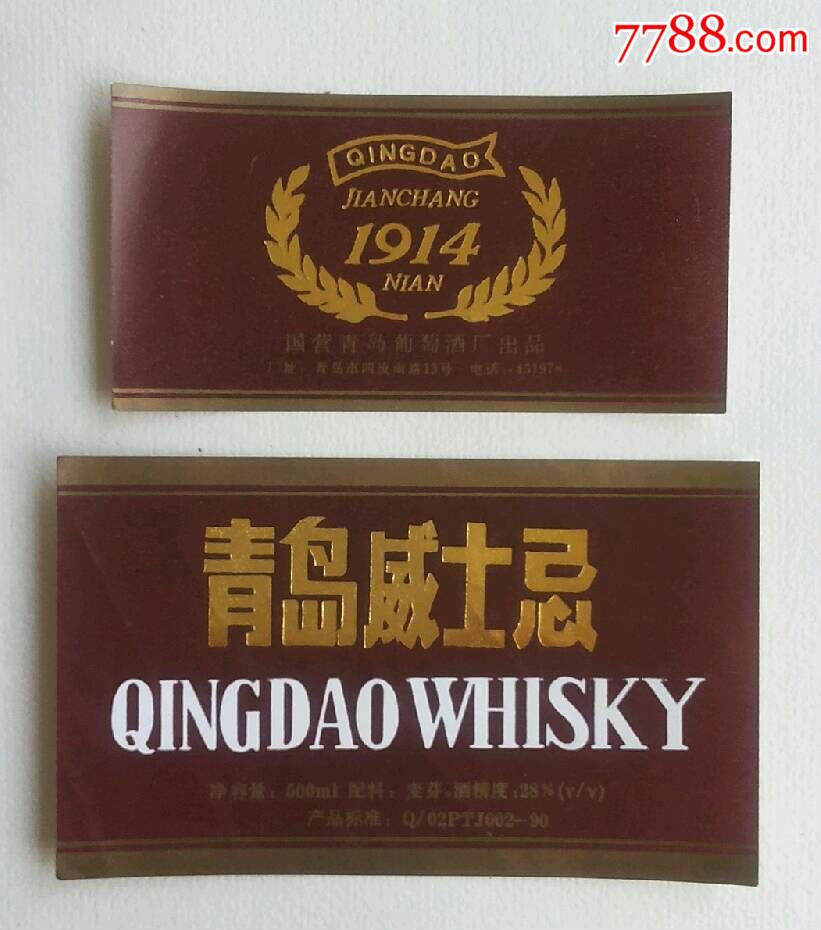 7788.com
QINGDAO
JIANCHANG
1914
NIAN
国营青岛葡萄酒厂出品
厂址 青岛市四流南路13号 电话:
青岛威士忌
QINGDAO WHISKY
净容量: 500ml 配料: 麦芽,酒精度:28%(v/v)
产品标准: Q/02PTJ002-90